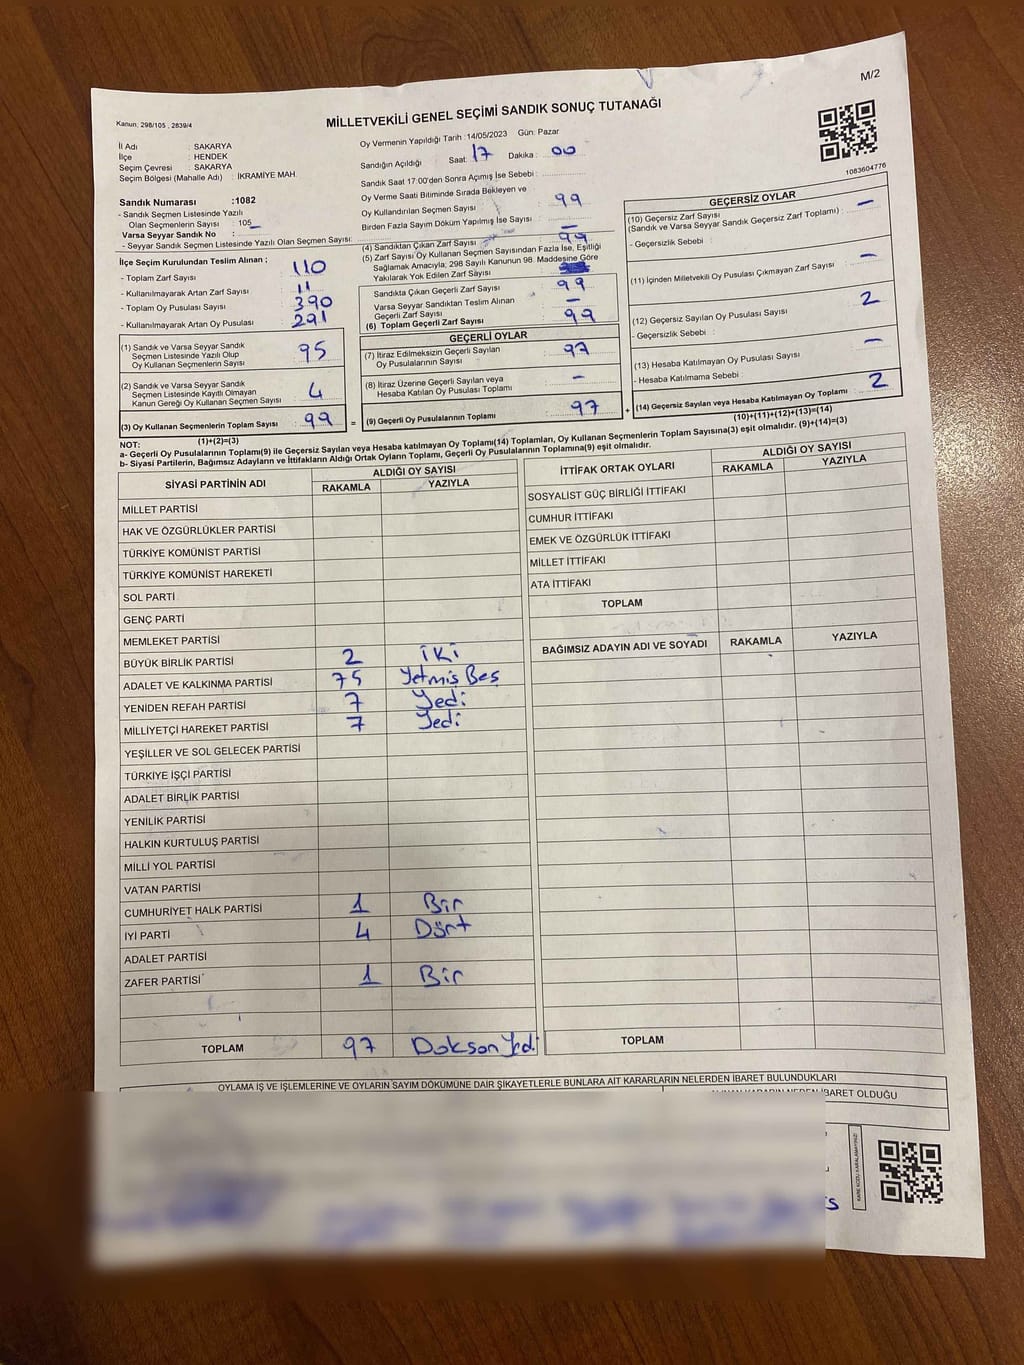 M/2
Kanun: 298/105 , 2839/4
MİLLETVEKİLİ GENEL SEÇİMİ SANDIK SONUÇ TUTANAĞI
İl Adı : SAKARYA
İlçe : HENDEK
Seçim Çevresi : SAKARYA
Seçim Bölgesi (Mahalle Adı) : İKRAMİYE MAH.
Sandık Numarası :1082
- Sandık Seçmen Listesinde Yazılı
Olan Seçmenlerin Sayısı : 105
Varsa Seyyar Sandık No :
- Seyyar Sandık Seçmen Listesinde Yazılı Olan Seçmen Sayısı:
İlçe Seçim Kurulundan Teslim Alınan ;
- Toplam Zarf Sayısı : 110
- Kullanılmayarak Artan Zarf Sayısı : 11
- Toplam Oy Pusulası Sayısı : 390
- Kullanılmayarak Artan Oy Pusulası : 291
(1) Sandık ve Varsa Seyyar Sandık
Seçmen Listesinde Yazılı Olup
Oy Kullanan Seçmenlerin Sayısı : 95
(2) Sandık ve Varsa Seyyar Sandık
Seçmen Listesinde Kayıtlı Olmayan
Kanun Gereği Oy Kullanan Seçmen Sayısı : 4
(3) Oy Kullanan Seçmenlerin Toplam Sayısı : 99
(1)+(2)=(3)
Oy Vermenin Yapıldığı Tarih :14/05/2023 Gün: Pazar
Sandığın Açıldığı Saat: 17 Dakika : 00
Sandık Saat 17:00'den Sonra Açımış İse Sebebi :
Oy Verme Saati Bitiminde Sırada Bekleyen ve
Oy Kullandırılan Seçmen Sayısı : 99
Birden Fazla Sayım Döküm Yapılmış İse Sayısı : –
(4) Sandıktan Çıkan Zarf Sayısı : 99
(5) Zarf Sayısı Oy Kullanan Seçmen Sayısından Fazla İse, Eşitliği
Sağlamak Amacıyla; 298 Sayılı Kanunun 98. Maddesine Göre
Yakılarak Yok Edilen Zarf Sayısı :
Sandıkta Çıkan Geçerli Zarf Sayısı : 99
Varsa Seyyar Sandıktan Teslim Alınan
Geçerli Zarf Sayısı : –
(6) Toplam Geçerli Zarf Sayısı : 99
GEÇERLİ OYLAR
(7) İtiraz Edilmeksizin Geçerli Sayılan
Oy Pusulalarının Sayısı : 97
(8) İtiraz Üzerine Geçerli Sayılan veya
Hesaba Katılan Oy Pusulası Toplamı : –
= (9) Geçerli Oy Pusulalarının Toplamı : 97
1083604776
GEÇERSİZ OYLAR
(10) Geçersiz Zarf Sayısı
(Sandık ve Varsa Seyyar Sandık Geçersiz Zarf Toplamı) : –
- Geçersizlik Sebebi :
(11) İçinden Milletvekili Oy Pusulası Çıkmayan Zarf Sayısı : –
(12) Geçersiz Sayılan Oy Pusulası Sayısı : 2
- Geçersizlik Sebebi :
(13) Hesaba Katılmayan Oy Pusulası Sayısı : –
- Hesaba Katılmama Sebebi :
+ (14) Geçersiz Sayılan veya Hesaba Katılmayan Oy Toplamı : 2
(10)+(11)+(12)+(13)=(14)
NOT:
a- Geçerli Oy Pusulalarının Toplamı(9) ile Geçersiz Sayılan veya Hesaba katılmayan Oy Toplamı(14) Toplamları, Oy Kullanan Seçmenlerin Toplam Sayısına(3) eşit olmalıdır. (9)+(14)=(3)
b- Siyasi Partilerin, Bağımsız Adayların ve İttifakların Aldığı Ortak Oyların Toplamı, Geçerli Oy Pusulalarının Toplamına(9) eşit olmalıdır.
SİYASİ PARTİNİN ADI ALDIĞI OY SAYISI
RAKAMLA YAZIYLA
MİLLET PARTİSİ
HAK VE ÖZGÜRLÜKLER PARTİSİ
TÜRKİYE KOMÜNİST PARTİSİ
TÜRKİYE KOMÜNİST HAREKETİ
SOL PARTİ
GENÇ PARTİ
MEMLEKET PARTİSİ
BÜYÜK BİRLİK PARTİSİ 2 İki
ADALET VE KALKINMA PARTİSİ 75 Yetmiş Beş
YENİDEN REFAH PARTİSİ 7 Yedi
MİLLİYETÇİ HAREKET PARTİSİ 7 Yedi
YEŞİLLER VE SOL GELECEK PARTİSİ
TÜRKİYE İŞÇİ PARTİSİ
ADALET BİRLİK PARTİSİ
YENİLİK PARTİSİ
HALKIN KURTULUŞ PARTİSİ
MİLLİ YOL PARTİSİ
VATAN PARTİSİ
CUMHURİYET HALK PARTİSİ 1 Bir
İYİ PARTİ 4 Dört
ADALET PARTİSİ
ZAFER PARTİSİ 1 Bir
TOPLAM 97 Doksan Yedi
İTTİFAK ORTAK OYLARI ALDIĞI OY SAYISI
RAKAMLA YAZIYLA
SOSYALİST GÜÇ BİRLİĞİ İTTİFAKI
CUMHUR İTTİFAKI
EMEK VE ÖZGÜRLÜK İTTİFAKI
MİLLET İTTİFAKI
ATA İTTİFAKI
TOPLAM
BAĞIMSIZ ADAYIN ADI VE SOYADI RAKAMLA YAZIYLA
TOPLAM
OYLAMA İŞ VE İŞLEMLERİNE VE OYLARIN SAYIM DÖKÜMÜNE DAİR ŞİKAYETLERLE BUNLARA AİT KARARLARIN NELERDEN İBARET BULUNDUKLARI
İBARET OLDUĞU
KARE KODU KARALAMAYINIZ!